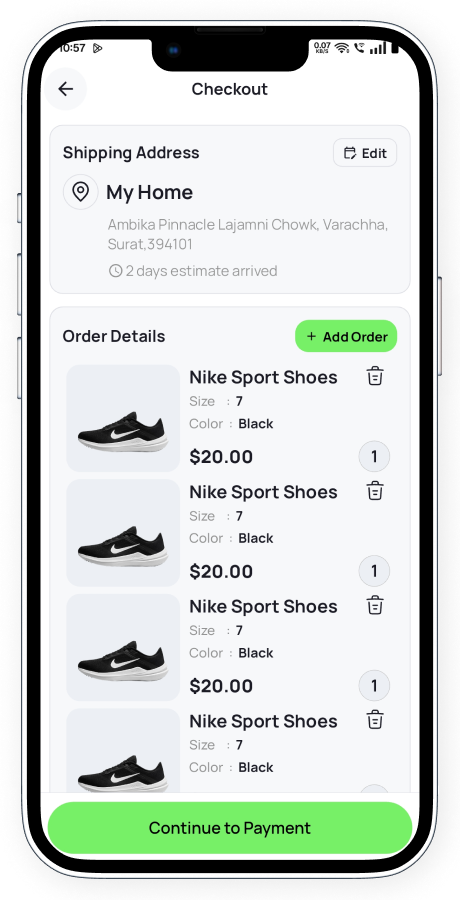 10:57
0.07
KB/S
Checkout
Shipping Address
Edit
My Home
Ambika Pinnacle Lajamni Chowk, Varachha,
Surat,394101
2 days estimate arrived
Order Details
+ Add Order
Nike Sport Shoes
Size : 7
Color : Black
$20.00
1
Nike Sport Shoes
Size : 7
Color : Black
$20.00
1
Nike Sport Shoes
Size : 7
Color : Black
$20.00
1
Nike Sport Shoes
Size : 7
Color : Black
Continue to Payment